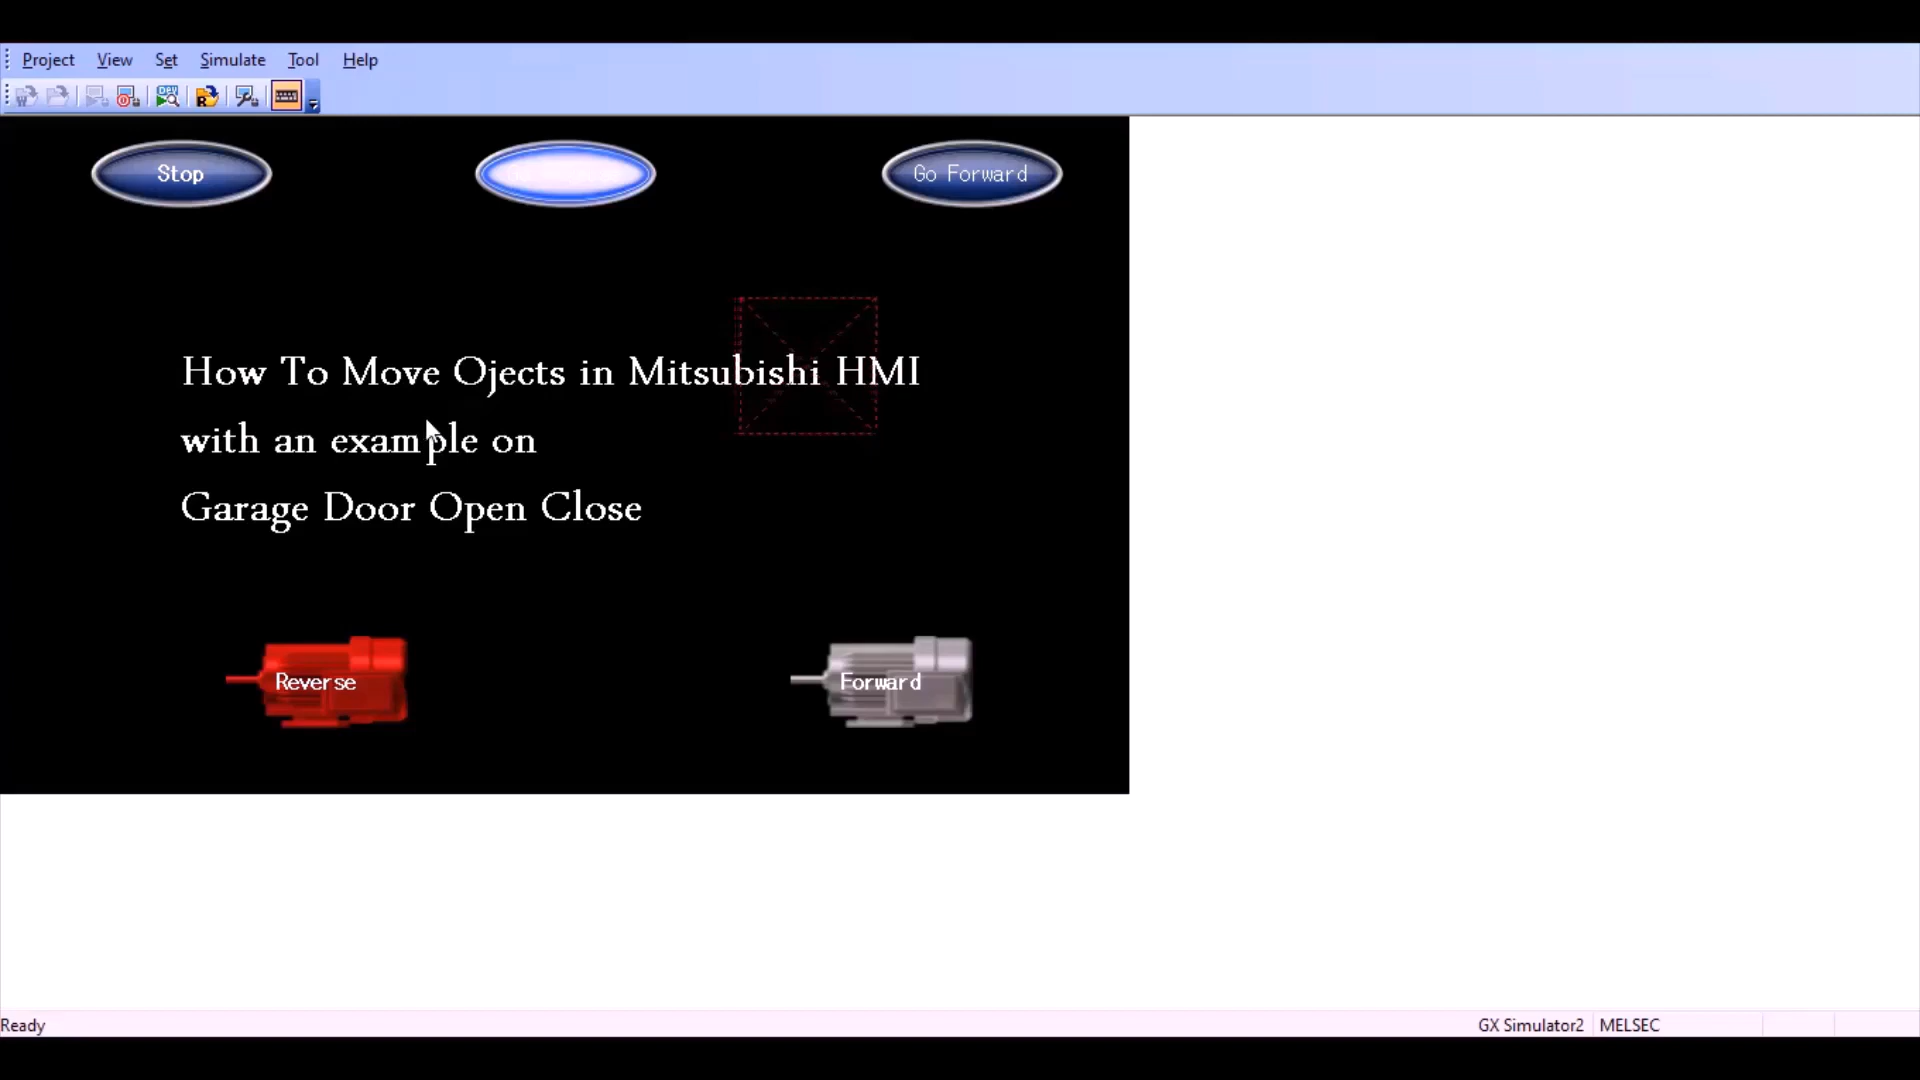 Project View Set Simulate Tool Help
Stop
Go Forward
How To Move Ojects in Mitsubishi HMI
with an example on
Garage Door Open Close
Reverse
Forward
Ready
GX Simulator2
MELSEC